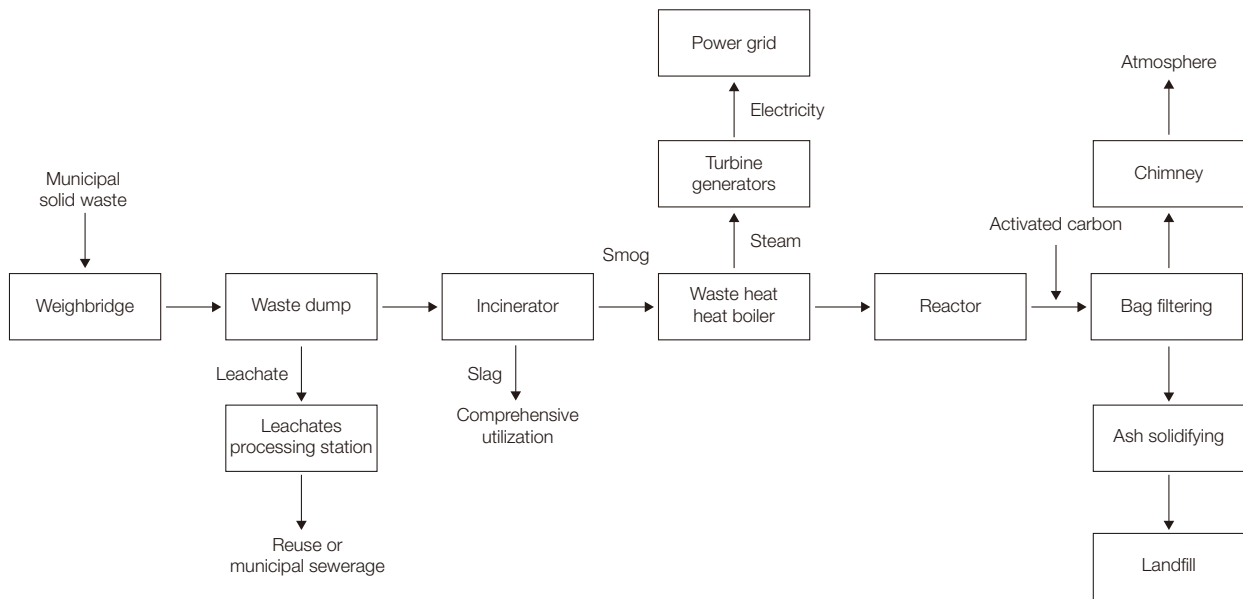 Power grid
Atmosphere
Electricity
Turbine
generators
Chimney
Municipal
solid waste
Activated carbon
Steam
Smog
Weighbridge
Waste dump
Incinerator
Waste heat
heat boiler
Reactor
Bag filtering
Leachate
Slag
Comprehensive
utilization
Leachates
processing station
Ash solidifying
Reuse or
municipal sewerage
Landfill